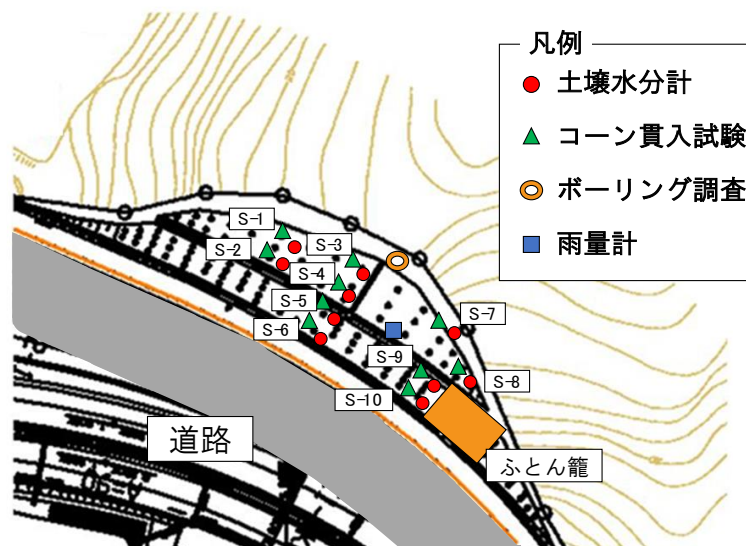 凡例
土壌水分計
コーン貫入試験
ボーリング調査
雨量計
S-1
S-2
S-3
S-4
S-5
S-6
S-7
S-9
S-8
S-10
道路
ふとん籠